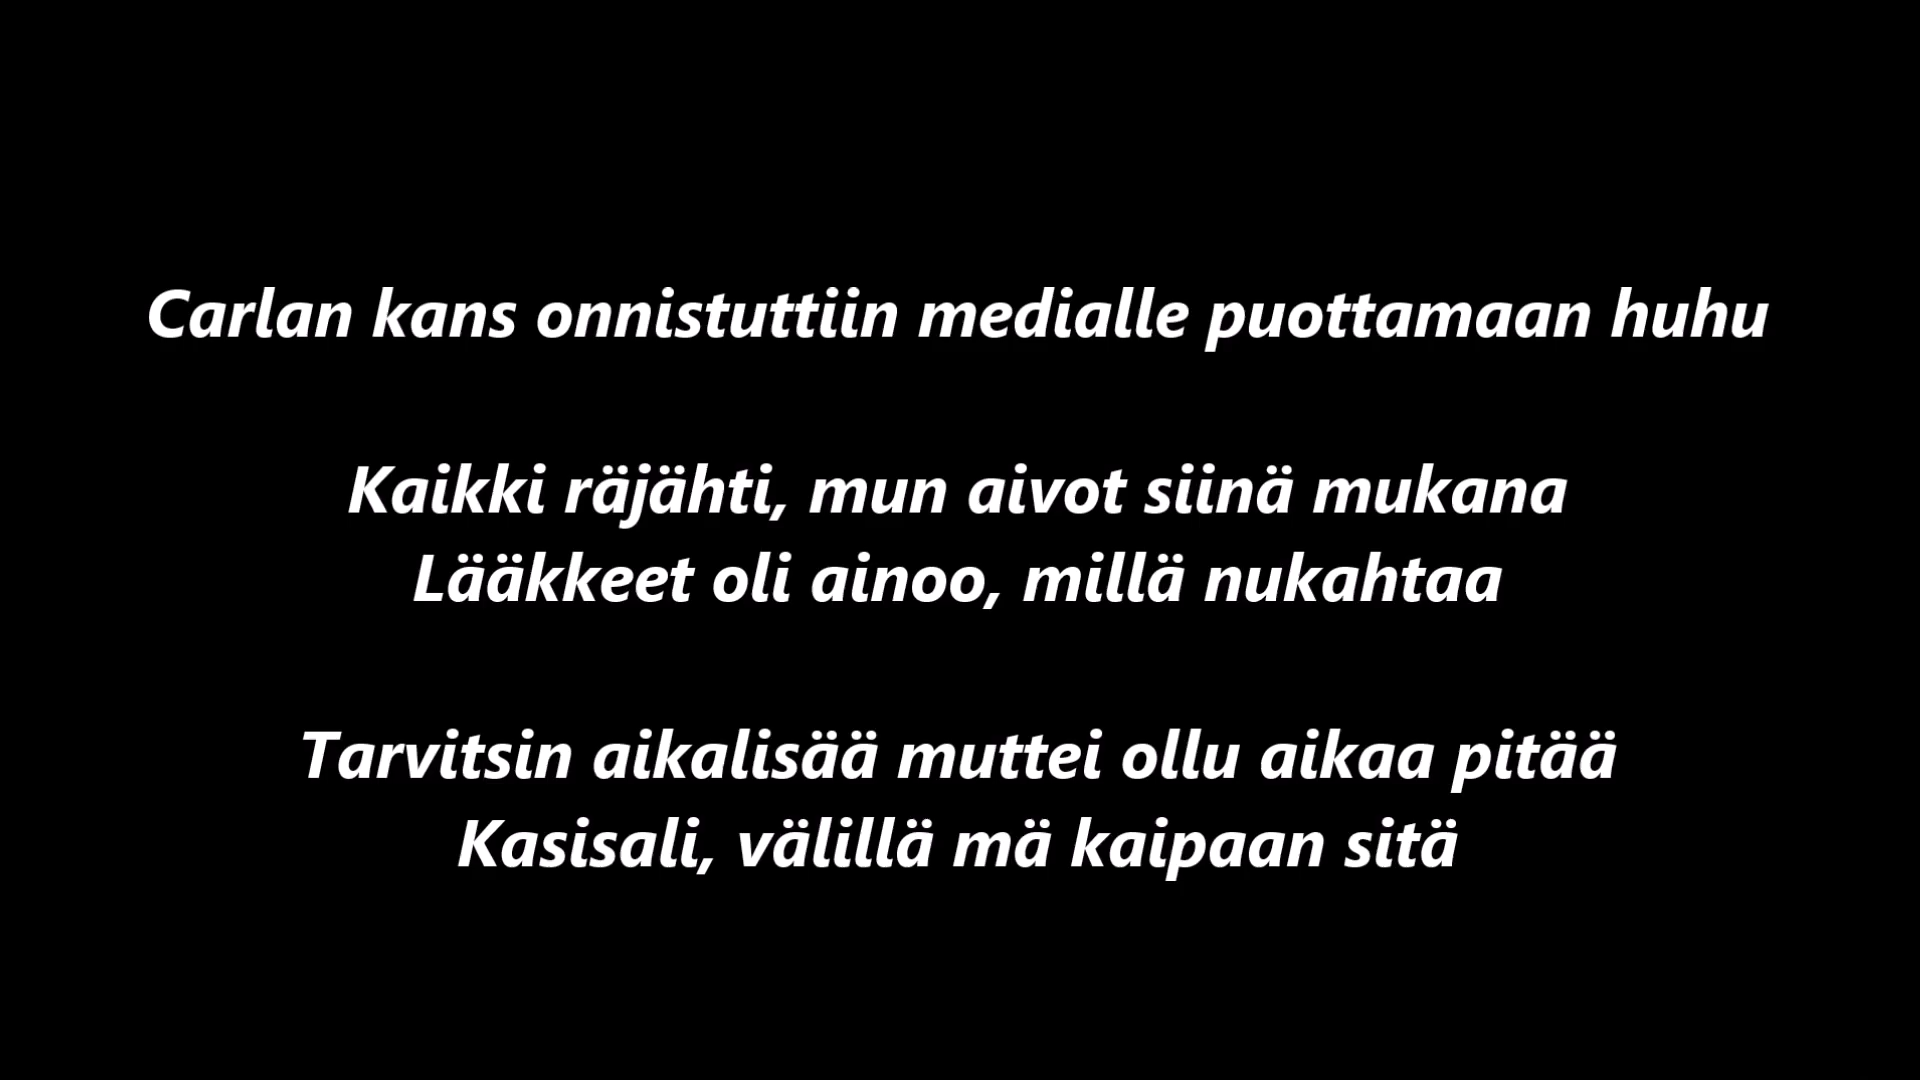 Carlan kans onnistuttiin medialle puottamaan huhu
Kaikki räjähti, mun aivot siinä mukana
Lääkkeet oli ainoo, millä nukahtaa
Tarvitsin aikalisää muttei ollu aikaa pitää
Kasisali, välillä mä kaipaan sitä